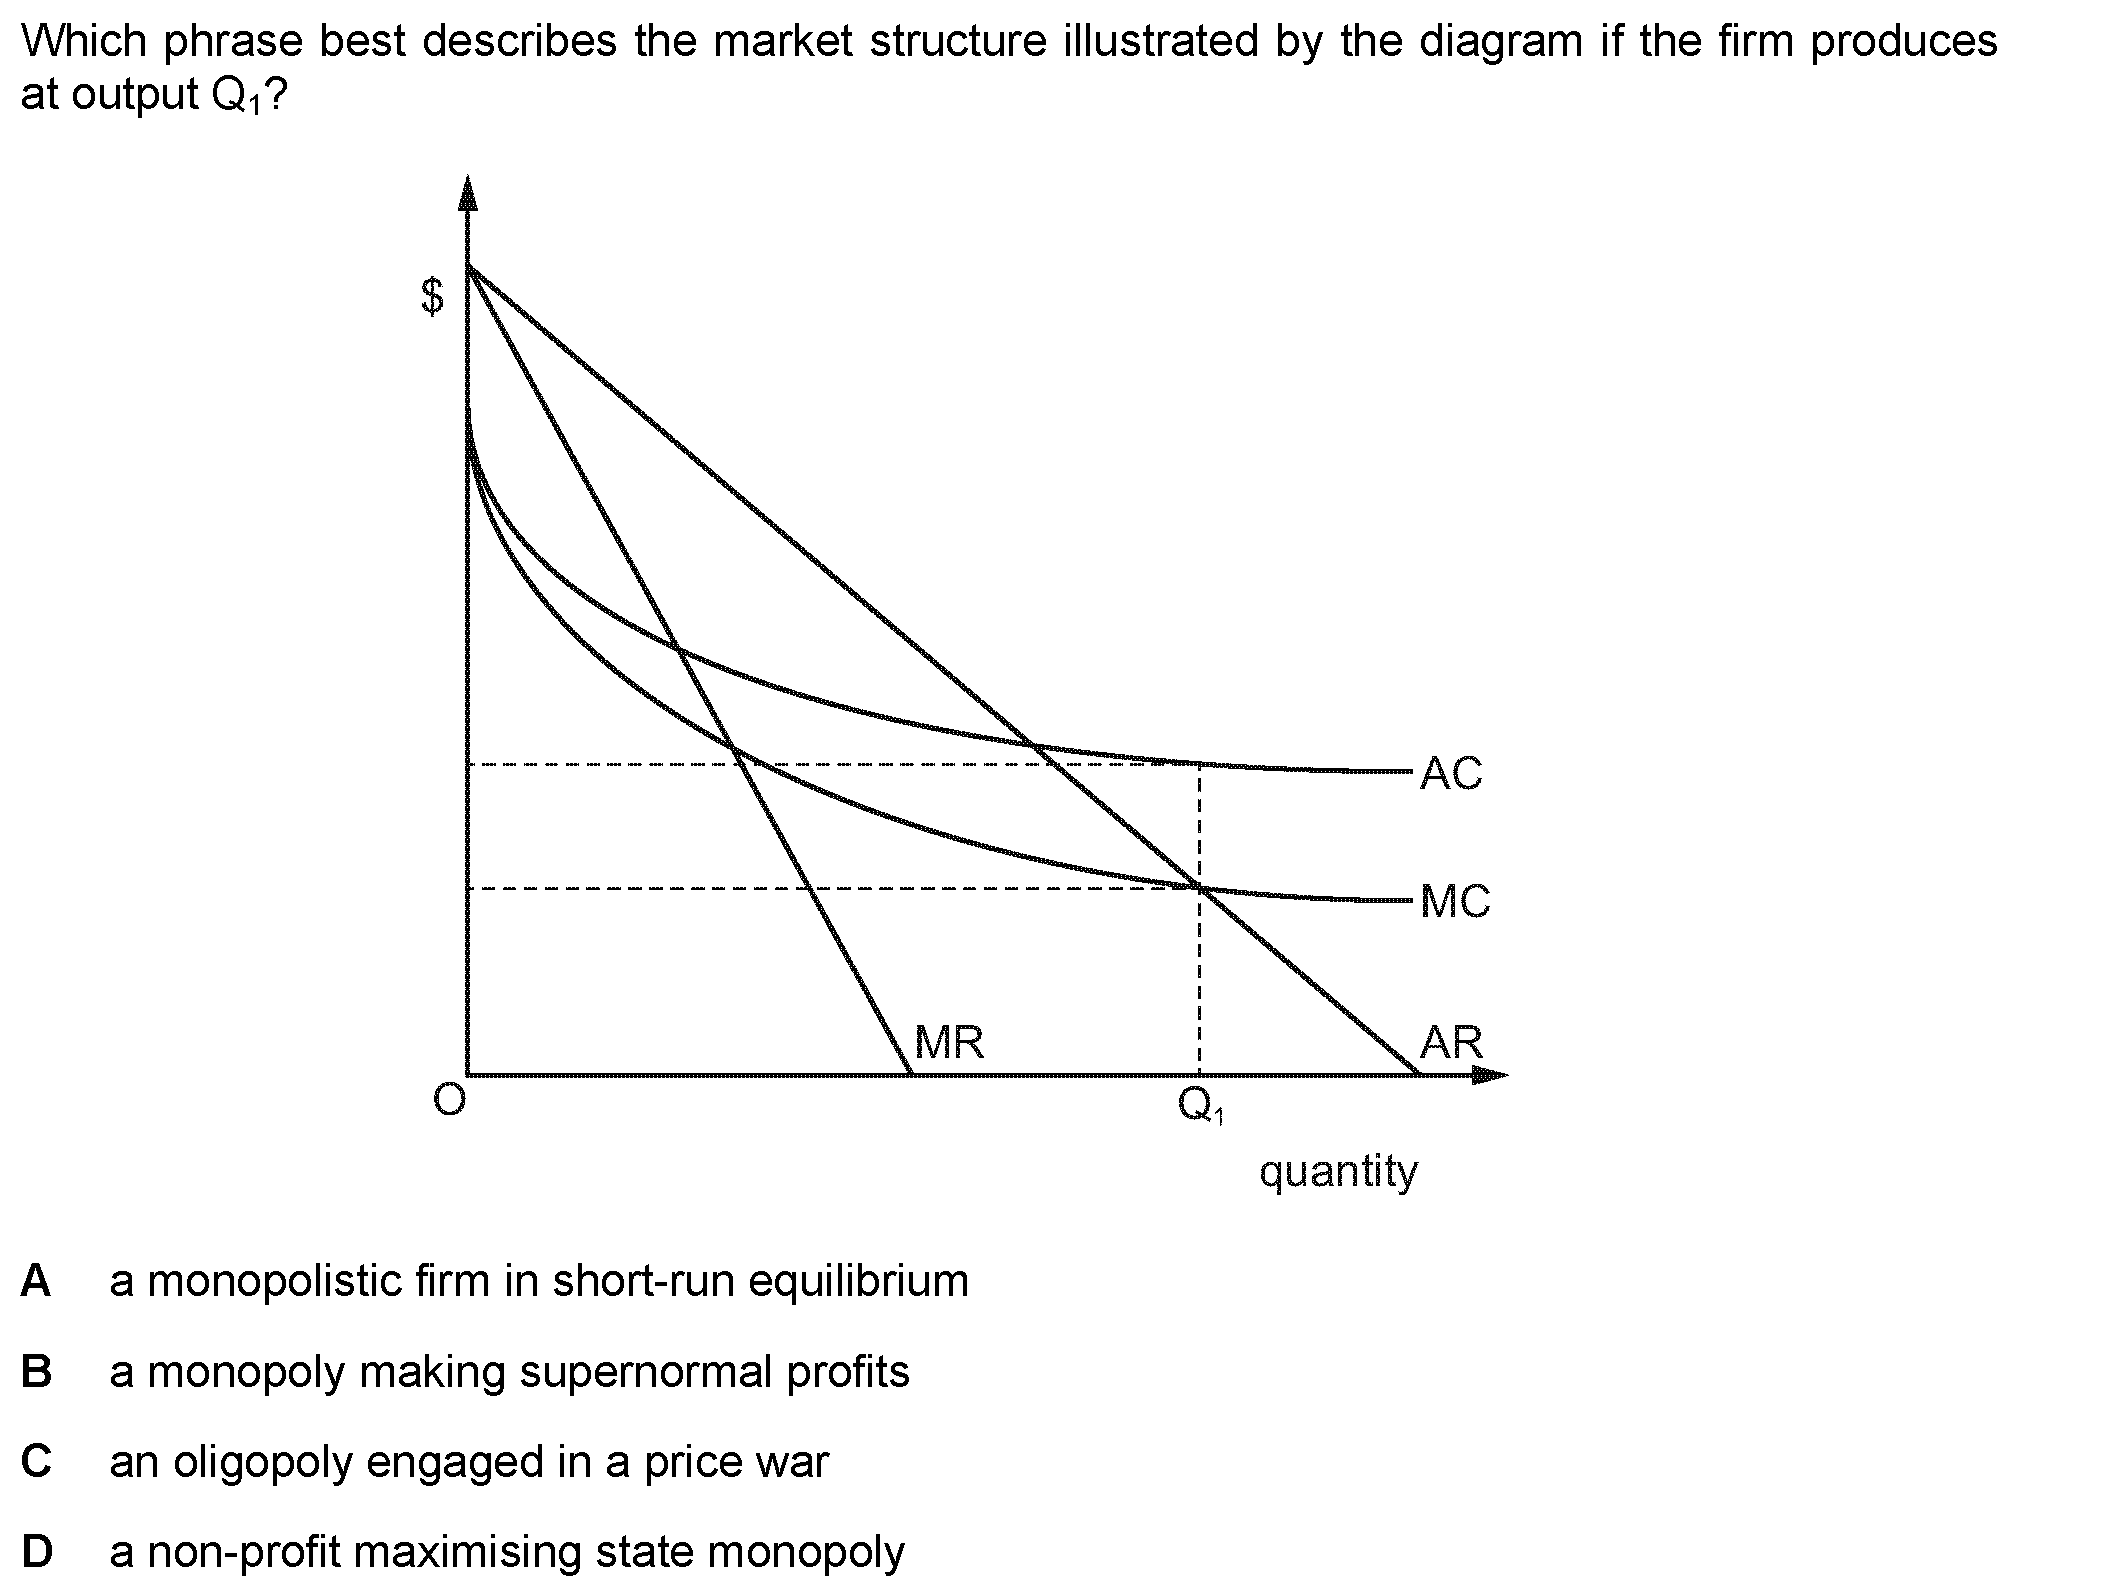 Which phrase best describes the market structure illustrated by the diagram if the firm produces
at output Q₁?
$
AC
MC
MR
AR
O
Q₁
quantity
A a monopolistic firm in short-run equilibrium
B a monopoly making supernormal profits
C an oligopoly engaged in a price war
D a non-profit maximising state monopoly